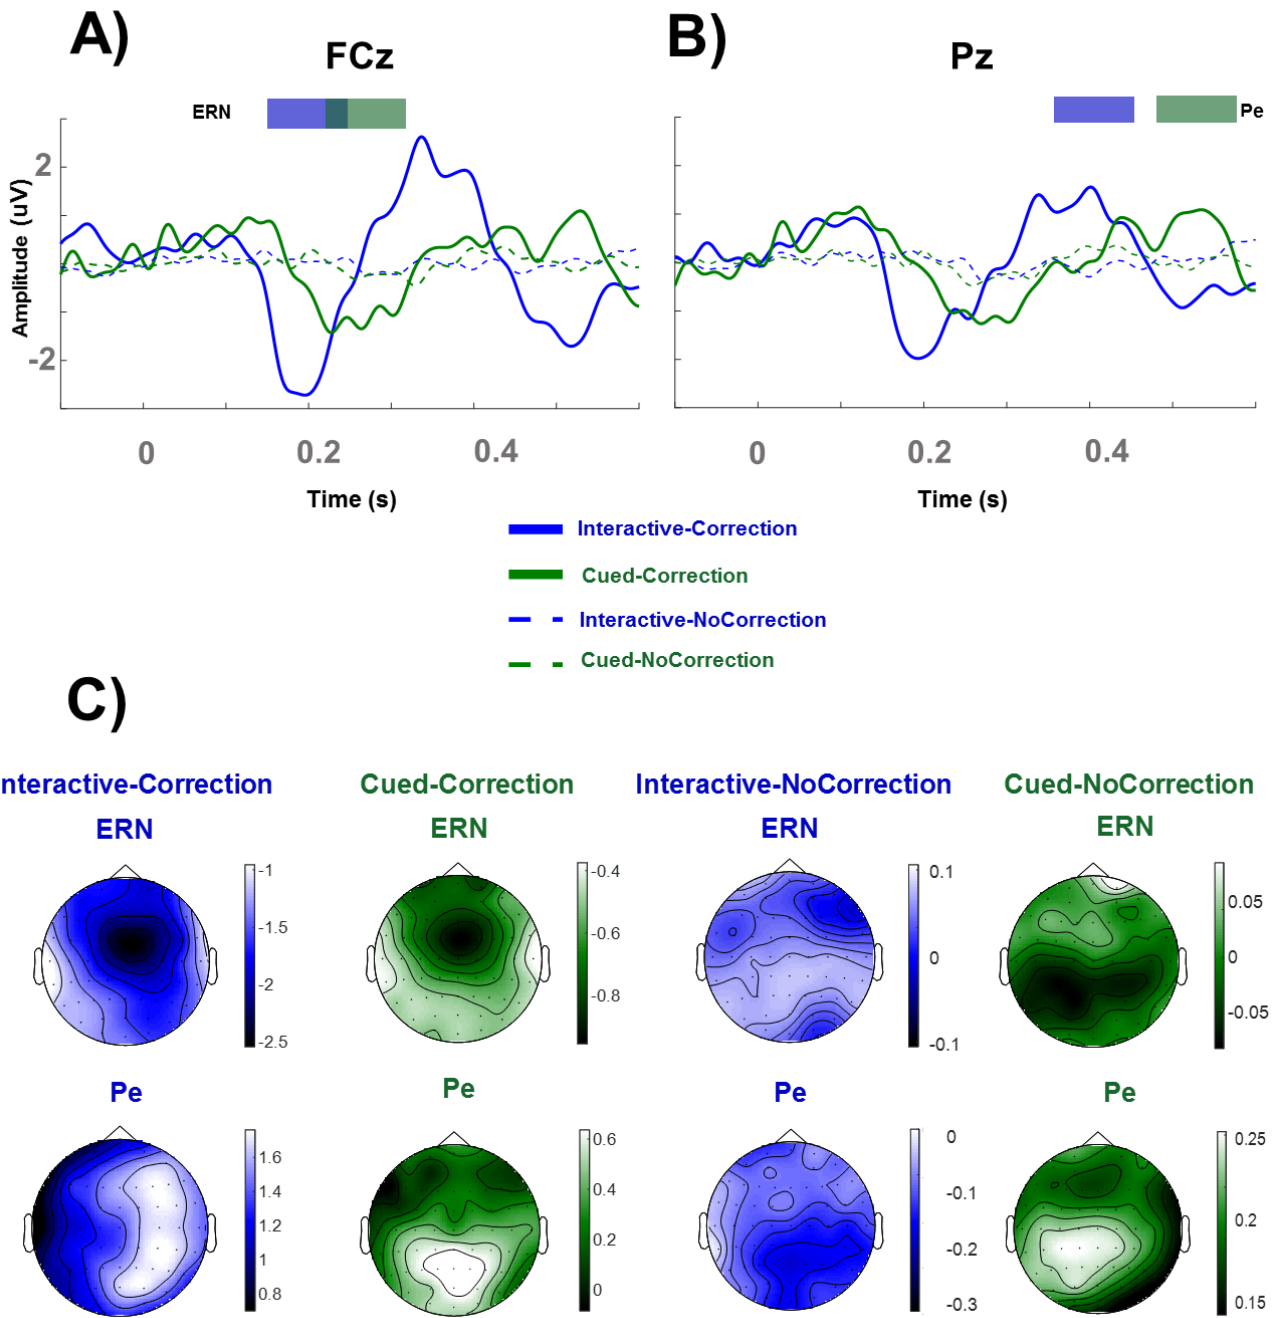 A)
B)
FCz
Pz
ERN
Pe
2
-2
Amplitude (uV)
0
0.2
0.4
0
0.2
0.4
Time (s)
Time (s)
Interactive-Correction
Cued-Correction
Interactive-NoCorrection
Cued-NoCorrection
C)
nteractive-Correction
Cued-Correction
Interactive-NoCorrection
Cued-NoCorrection
ERN
ERN
ERN
ERN
-1
-1.5
-2
-2.5
-0.4
-0.6
-0.8
0.1
0
-0.1
0.05
0
-0.05
Pe
Pe
Pe
Pe
1.6
1.4
1.2
1
0.8
0.6
0.4
0.2
0
0
-0.1
-0.2
-0.3
0.25
0.2
0.15